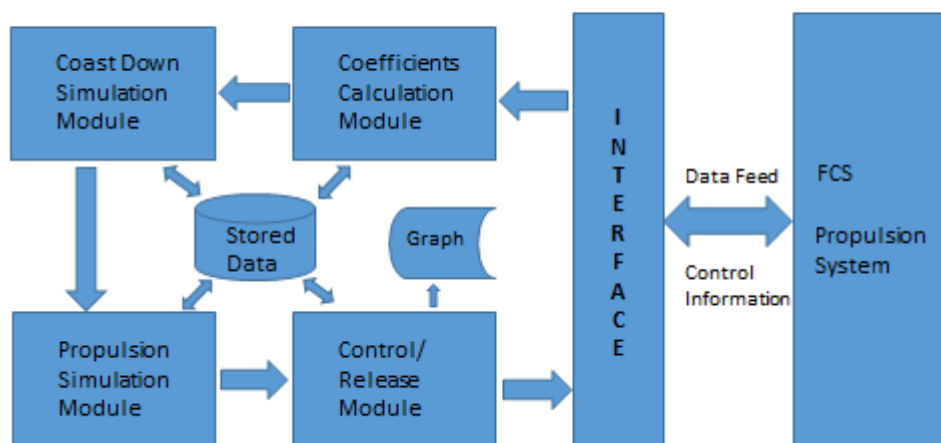 Coast Down
Simulation
Module
Coefficients
Calculation
Module
Stored
Data
Graph
Propulsion
Simulation
Module
Control/
Release
Module
I
N
T
E
R
F
A
C
E
Data Feed
Control
Information
FCS
Propulsion
System